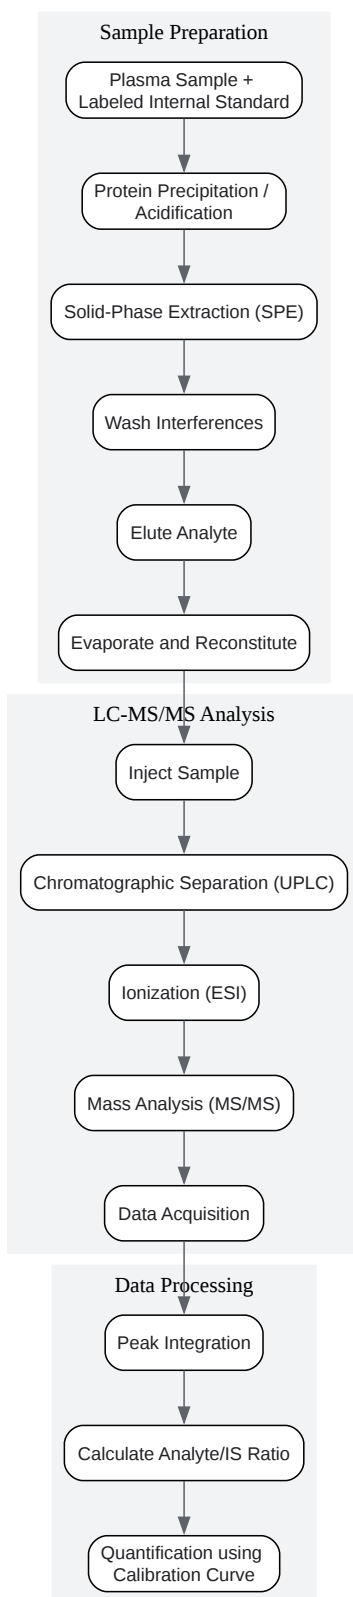 Sample Preparation
Plasma Sample +
Labeled Internal Standard
Protein Precipitation /
Acidification
Solid-Phase Extraction (SPE)
Wash Interferences
Elute Analyte
Evaporate and Reconstitute
LC-MS/MS Analysis
Inject Sample
Chromatographic Separation (UPLC)
Ionization (ESI)
Mass Analysis (MS/MS)
Data Acquisition
Data Processing
Peak Integration
Calculate Analyte/IS Ratio
Quantification using
Calibration Curve